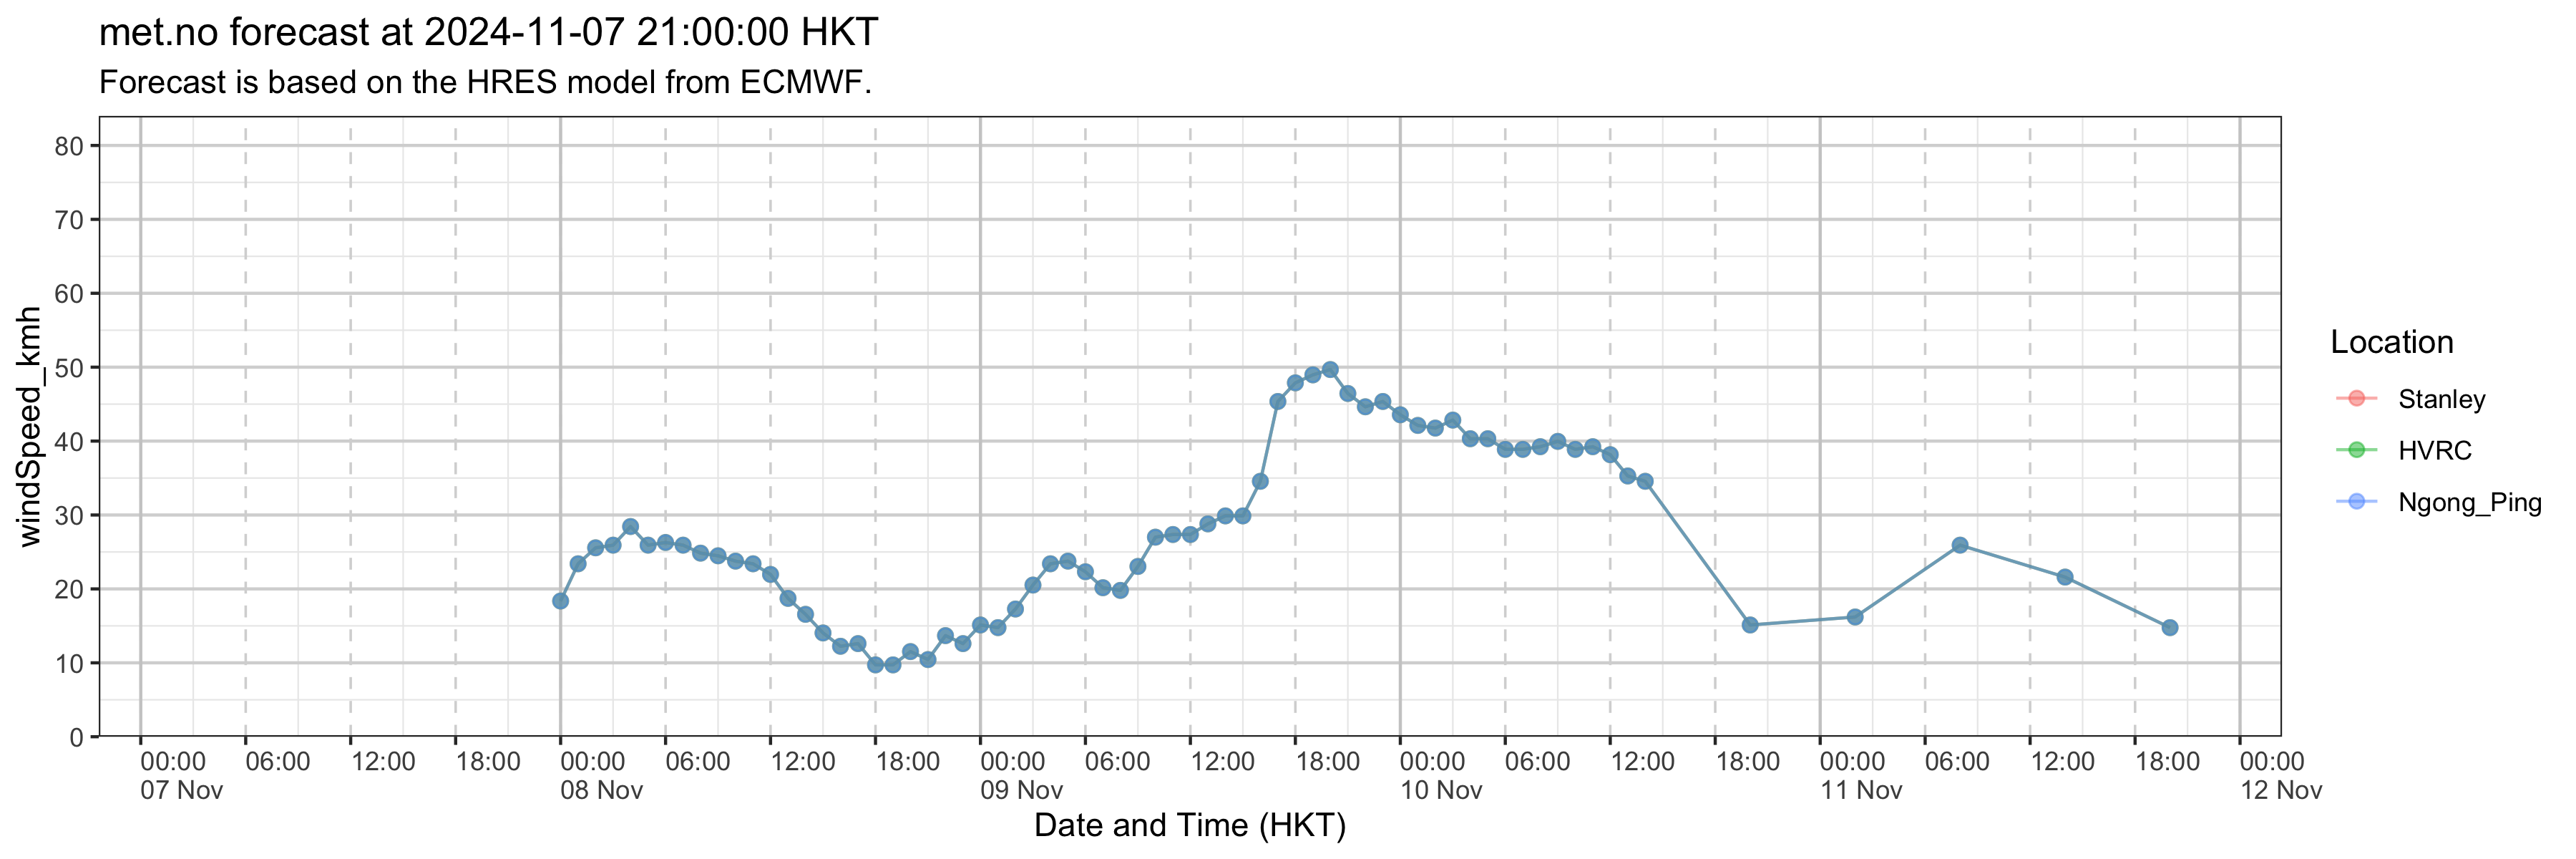 met.no forecast at 2024-11-07 21:00:00 HKT
Forecast is based on the HRES model from ECMWF.
80
70
60
50
40
30
20
10
0
windSpeed_kmh
00:00 06:00 12:00 18:00 00:00 06:00 12:00 18:00 00:00 06:00 12:00 18:00 00:00 06:00 12:00 18:00 00:00 06:00 12:00 18:00 00:00
07 Nov 08 Nov 09 Nov 10 Nov 11 Nov 12 Nov
Date and Time (HKT)
Location
Stanley
HVRC
Ngong_Ping